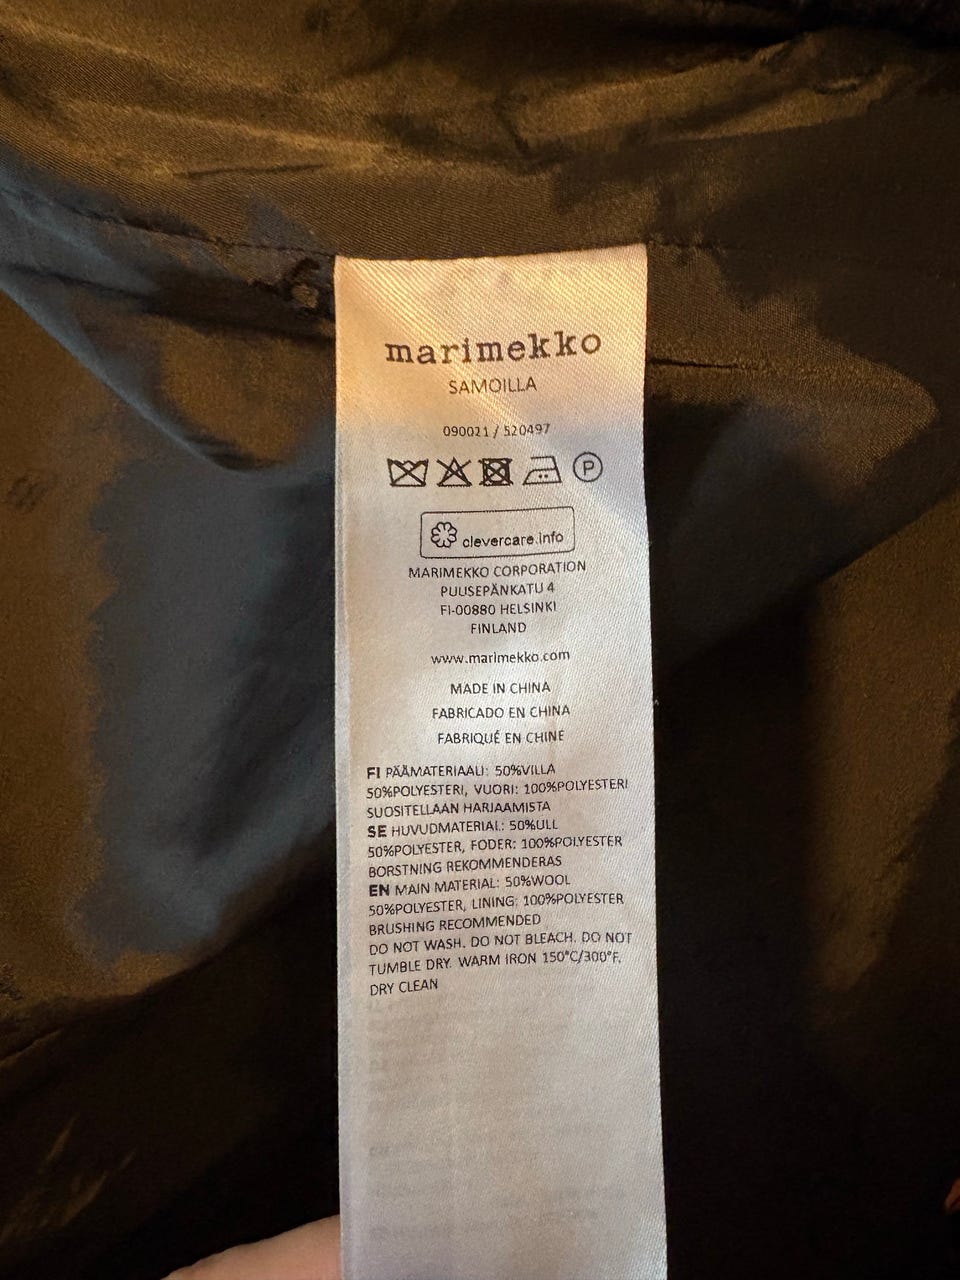 marimekko
SAMOILLA
090021 / 520497
P
clevercare.info
MARIMEKKO CORPORATION
PUUSEPÄNKATU 4
FI-00880 HELSINKI
FINLAND
www.marimekko.com
MADE IN CHINA
FABRICADO EN CHINA
FABRIQUÉ EN CHINE
FI PÄÄMATERIAALI: 50%VILLA
50%POLYESTERI, VUORI: 100%POLYESTERI
SUOSITELLAAN HARJAAMISTA
SE HUVUDMATERIAL: 50%ULL
50%POLYESTER, FODER: 100%POLYESTER
BORSTNING REKOMMENDERAS
EN MAIN MATERIAL: 50%WOOL
50%POLYESTER, LINING: 100%POLYESTER
BRUSHING RECOMMENDED
DO NOT WASH. DO NOT BLEACH. DO NOT
TUMBLE DRY. WARM IRON 150°C/300°F.
DRY CLEAN